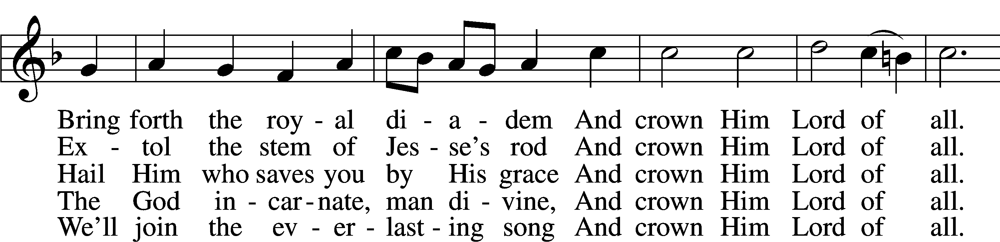 Bring forth the roy - al di - a - dem And crown Him Lord of all.
Ex - tol the stem of Jes - se's rod And crown Him Lord of all.
Hail Him who saves you by His grace And crown Him Lord of all.
The God in - car - nate, man di - vine, And crown Him Lord of all.
We'll join the ev - er - last - ing song And crown Him Lord of all.